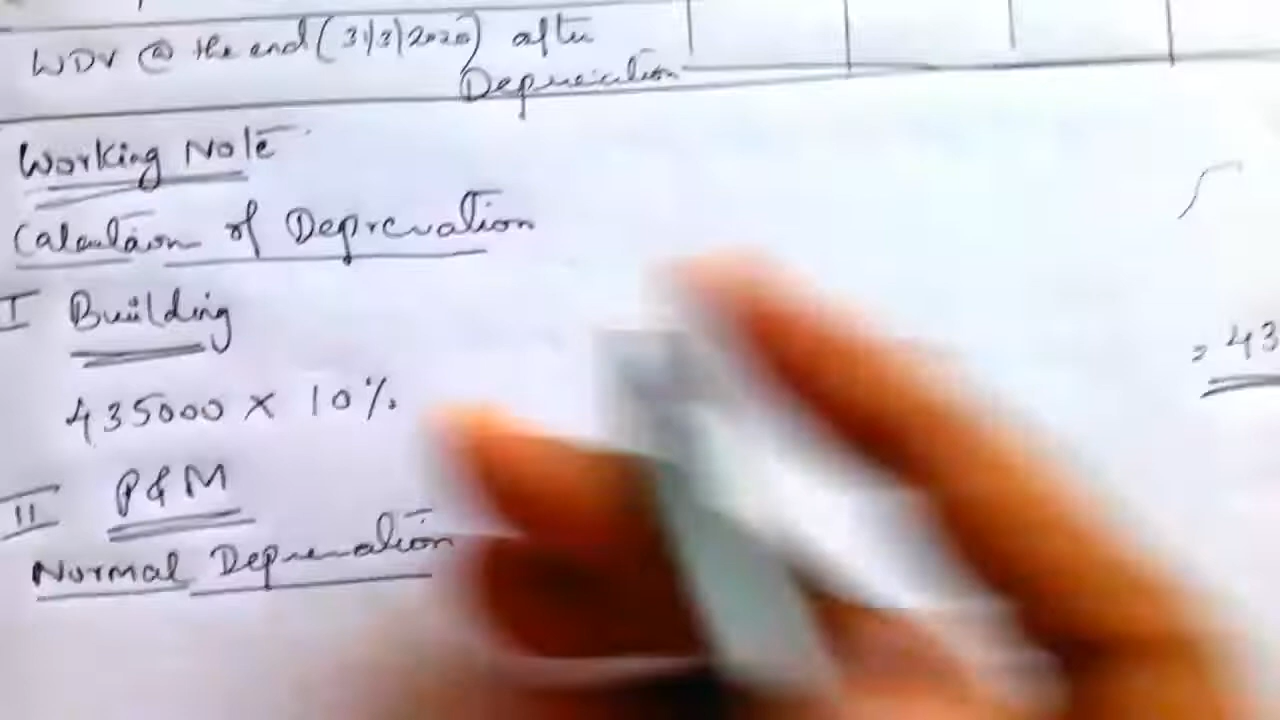 WDV @ the end (31/3/2020) after
Depreciation
Working Note
Calculation of Depreciation
I Building
435000 X 10%
= 43
II P&M
Normal Depreciation